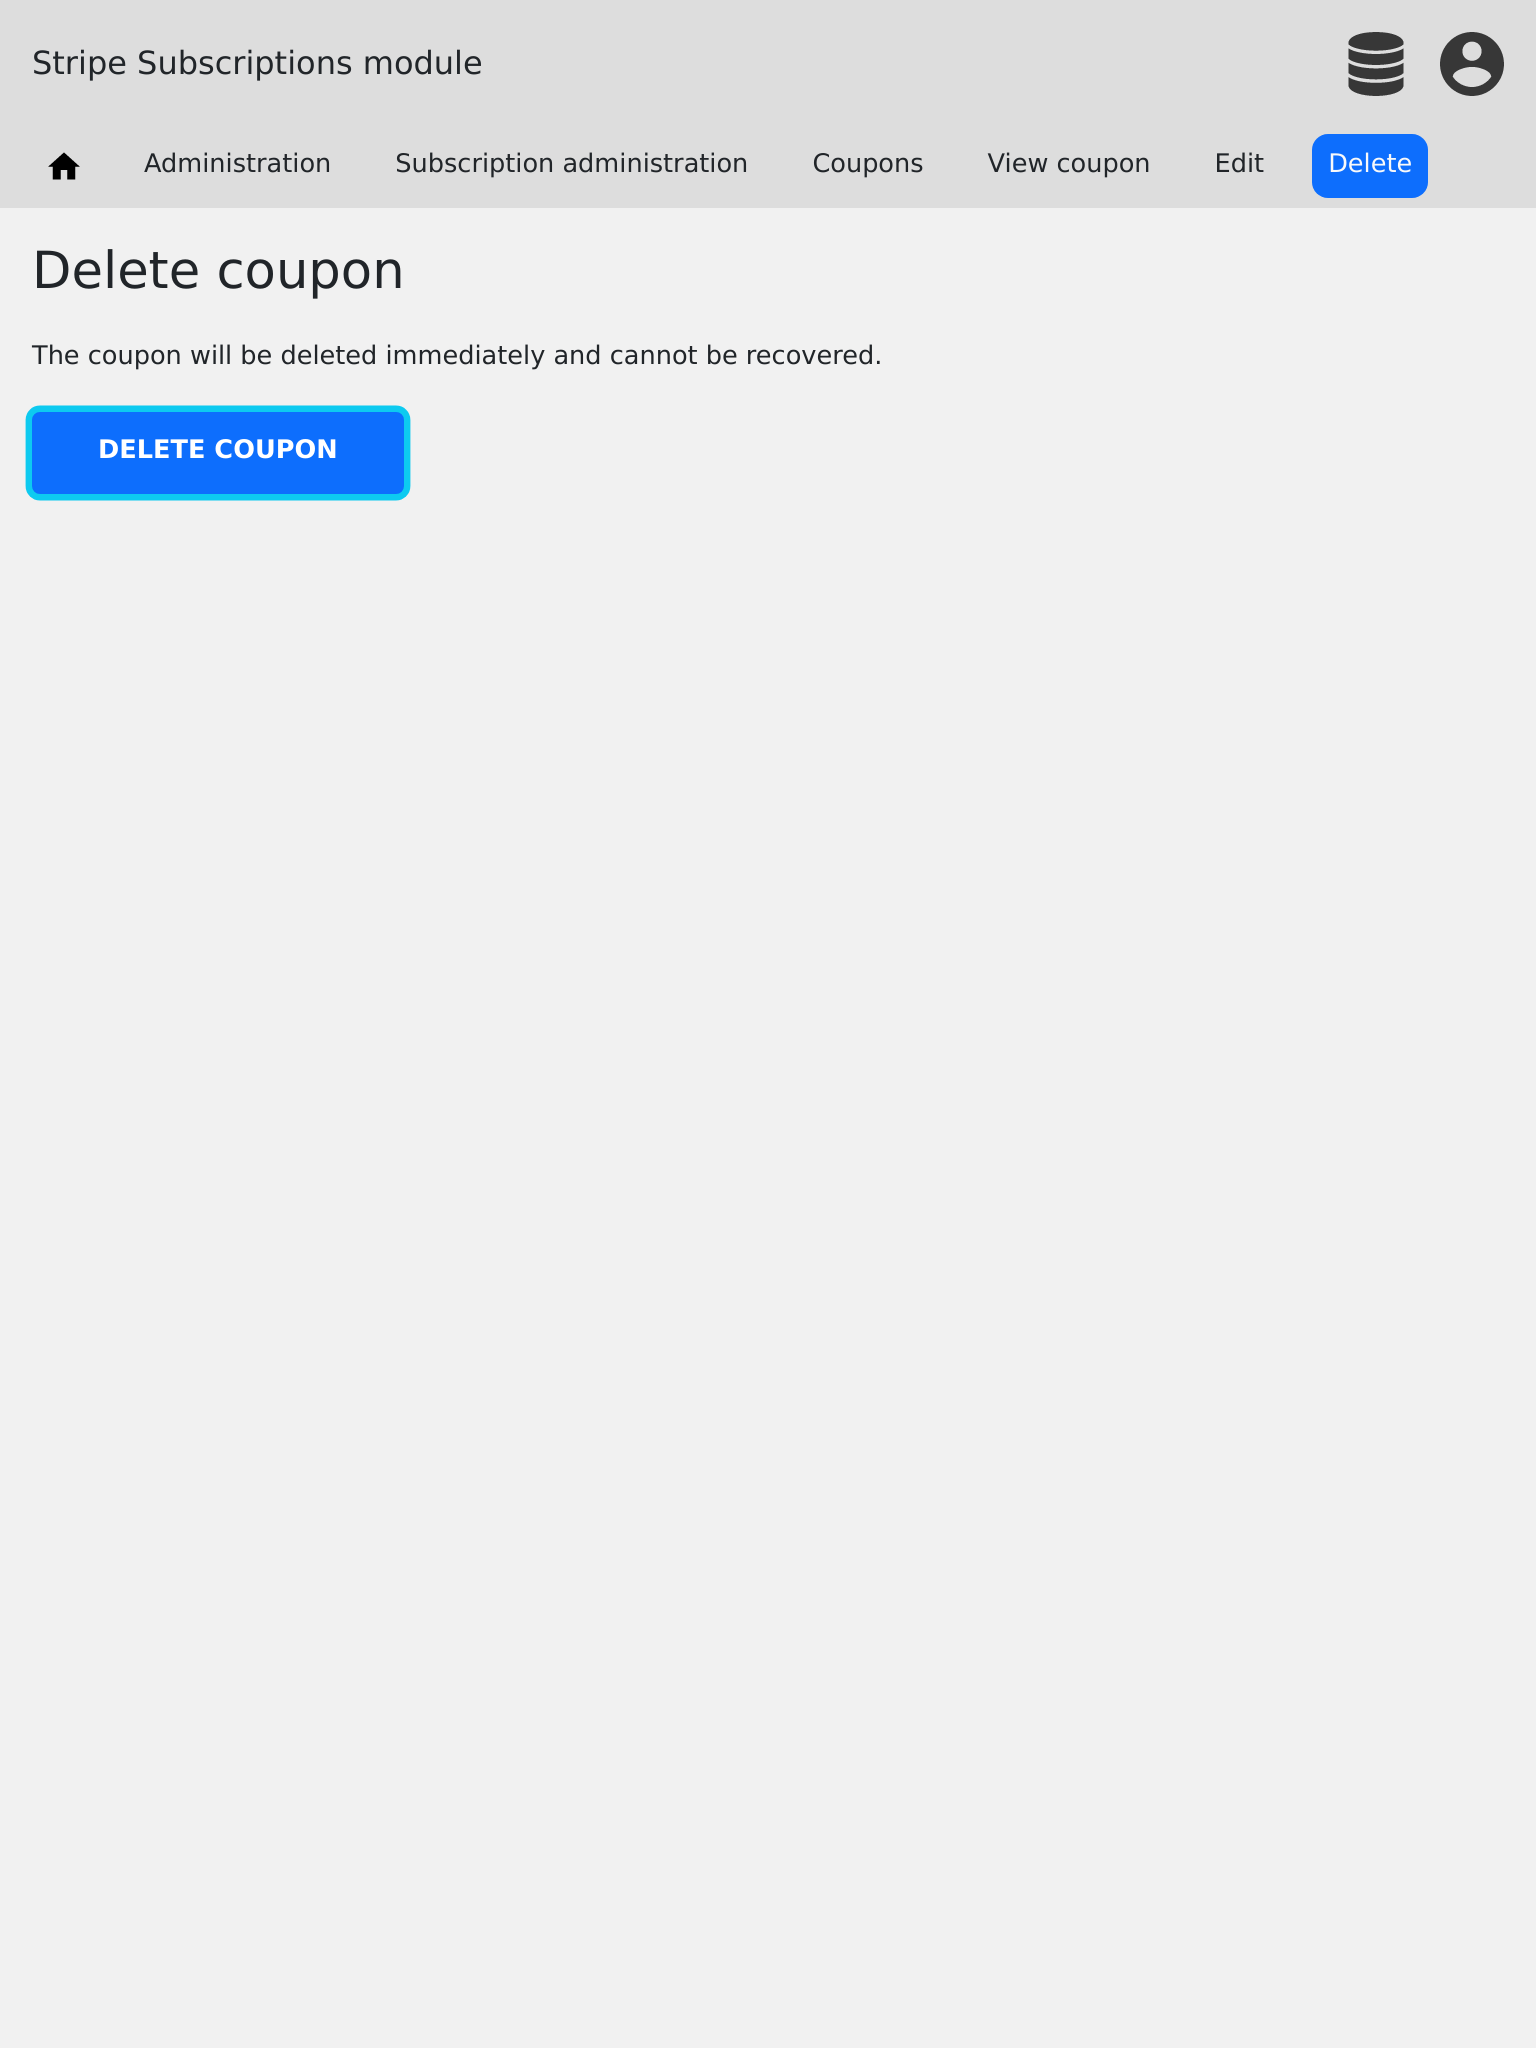 Stripe Subscriptions module
Administration Subscription administration Coupons View coupon Edit Delete
Delete coupon
The coupon will be deleted immediately and cannot be recovered.
DELETE COUPON